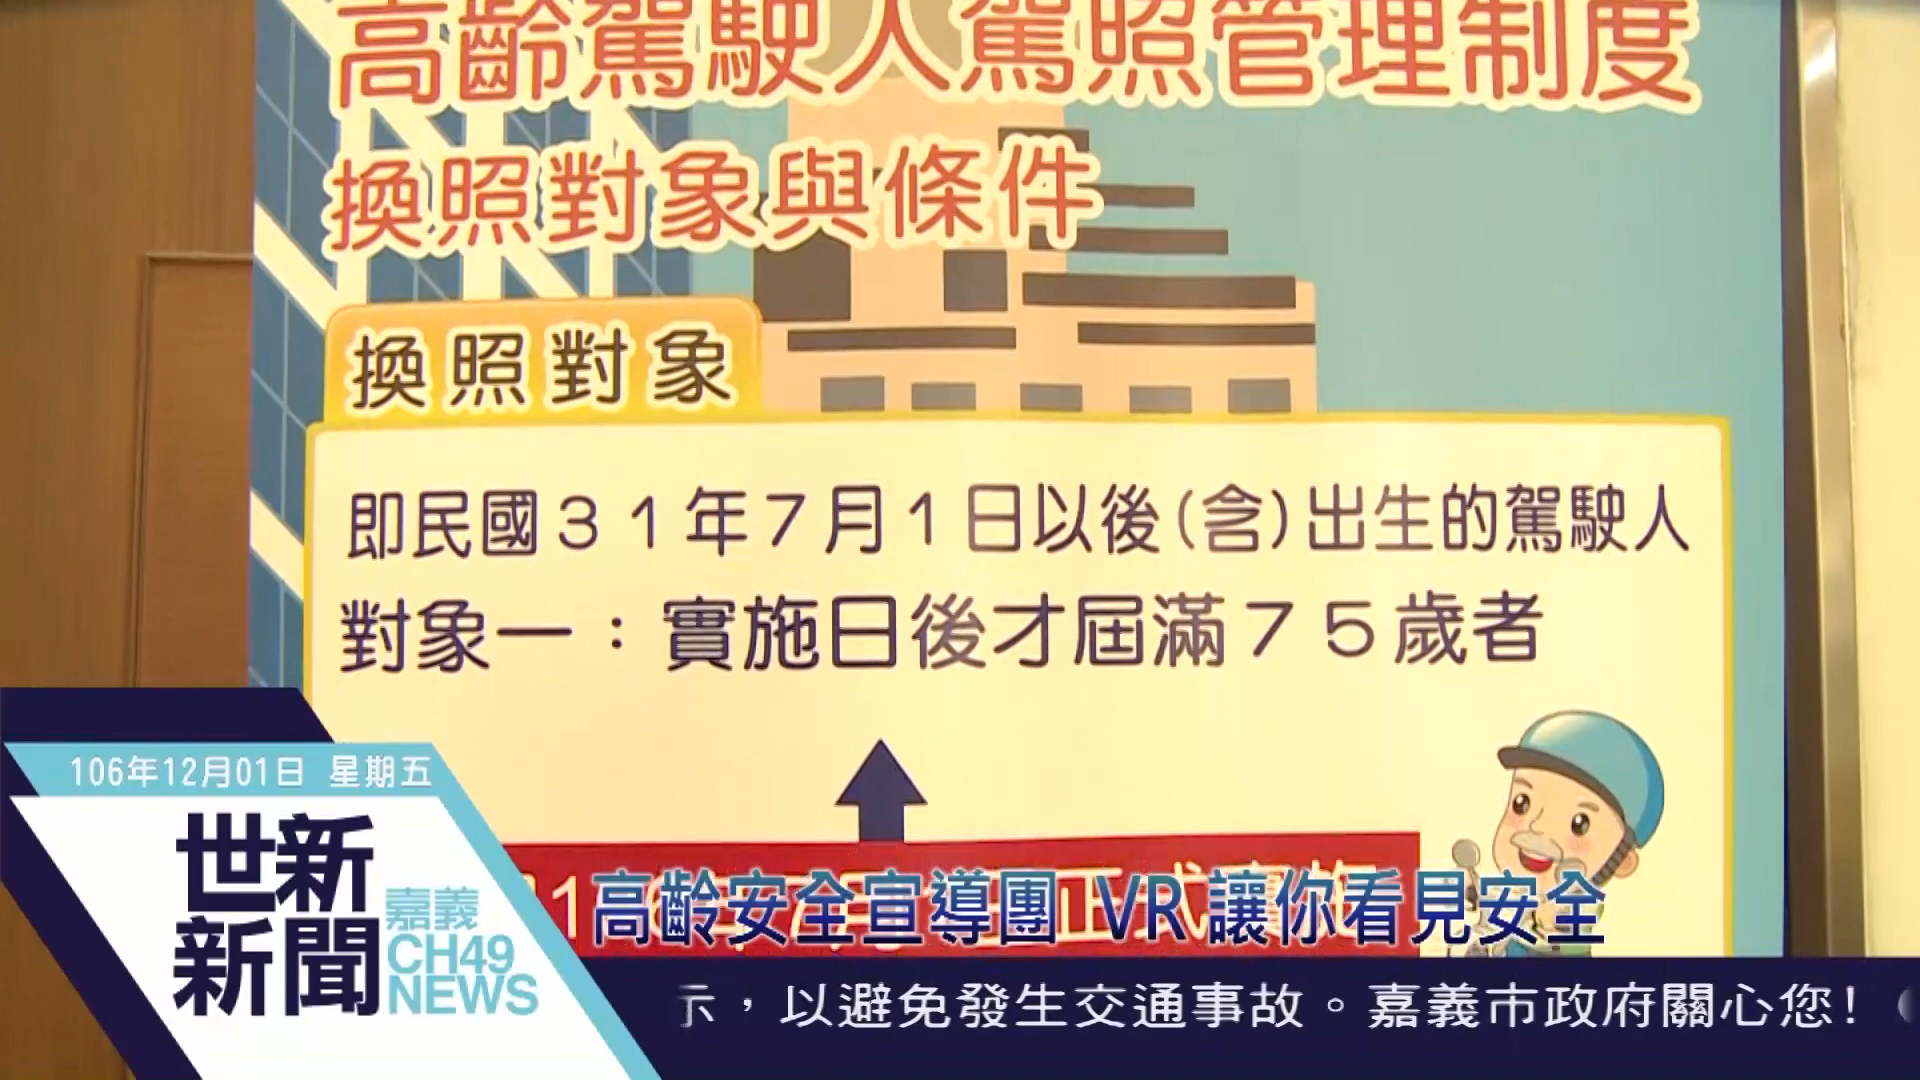 高齡駕駛人駕照管理制度
換照對象與條件
換照對象
即民國３１年７月１日以後(含)出生的駕駛人
對象一：實施日後才屆滿７５歲者
106年12月01日 星期五
世新
新聞
嘉義
CH49
NEWS
高齡安全宣導團 VR讓你看見安全
示，以避免發生交通事故。嘉義市政府關心您！